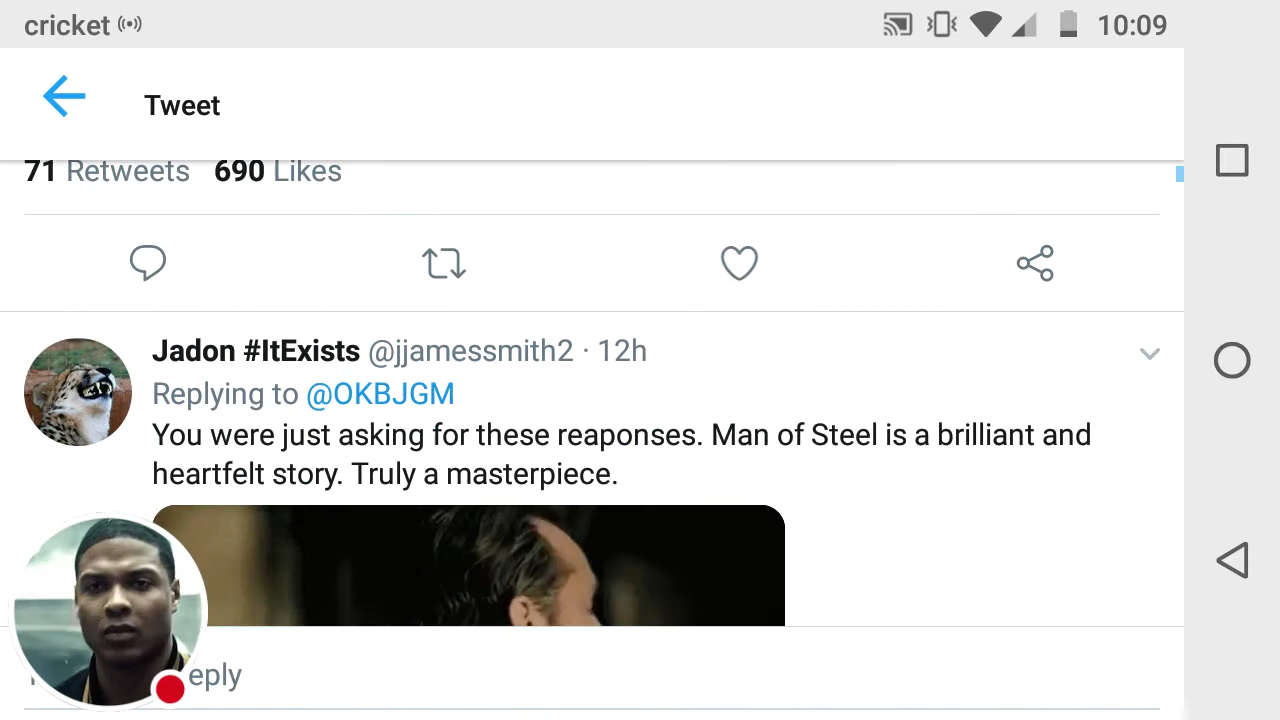 cricket 10:09
Tweet
71 Retweets 690 Likes
Jadon #ItExists @jjamessmith2 · 12h
Replying to @OKBJGM
You were just asking for these reaponses. Man of Steel is a brilliant and
heartfelt story. Truly a masterpiece.
eply